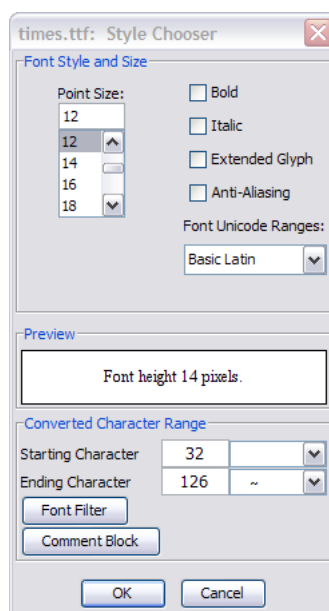 times.ttf: Style Chooser
Font Style and Size
Point Size:
12
12
14
16
18
Bold
Italic
Extended Glyph
Anti-Aliasing
Font Unicode Ranges:
Basic Latin
Preview
Font height 14 pixels.
Converted Character Range
Starting Character 32
Ending Character 126 ~
Font Filter
Comment Block
OK Cancel